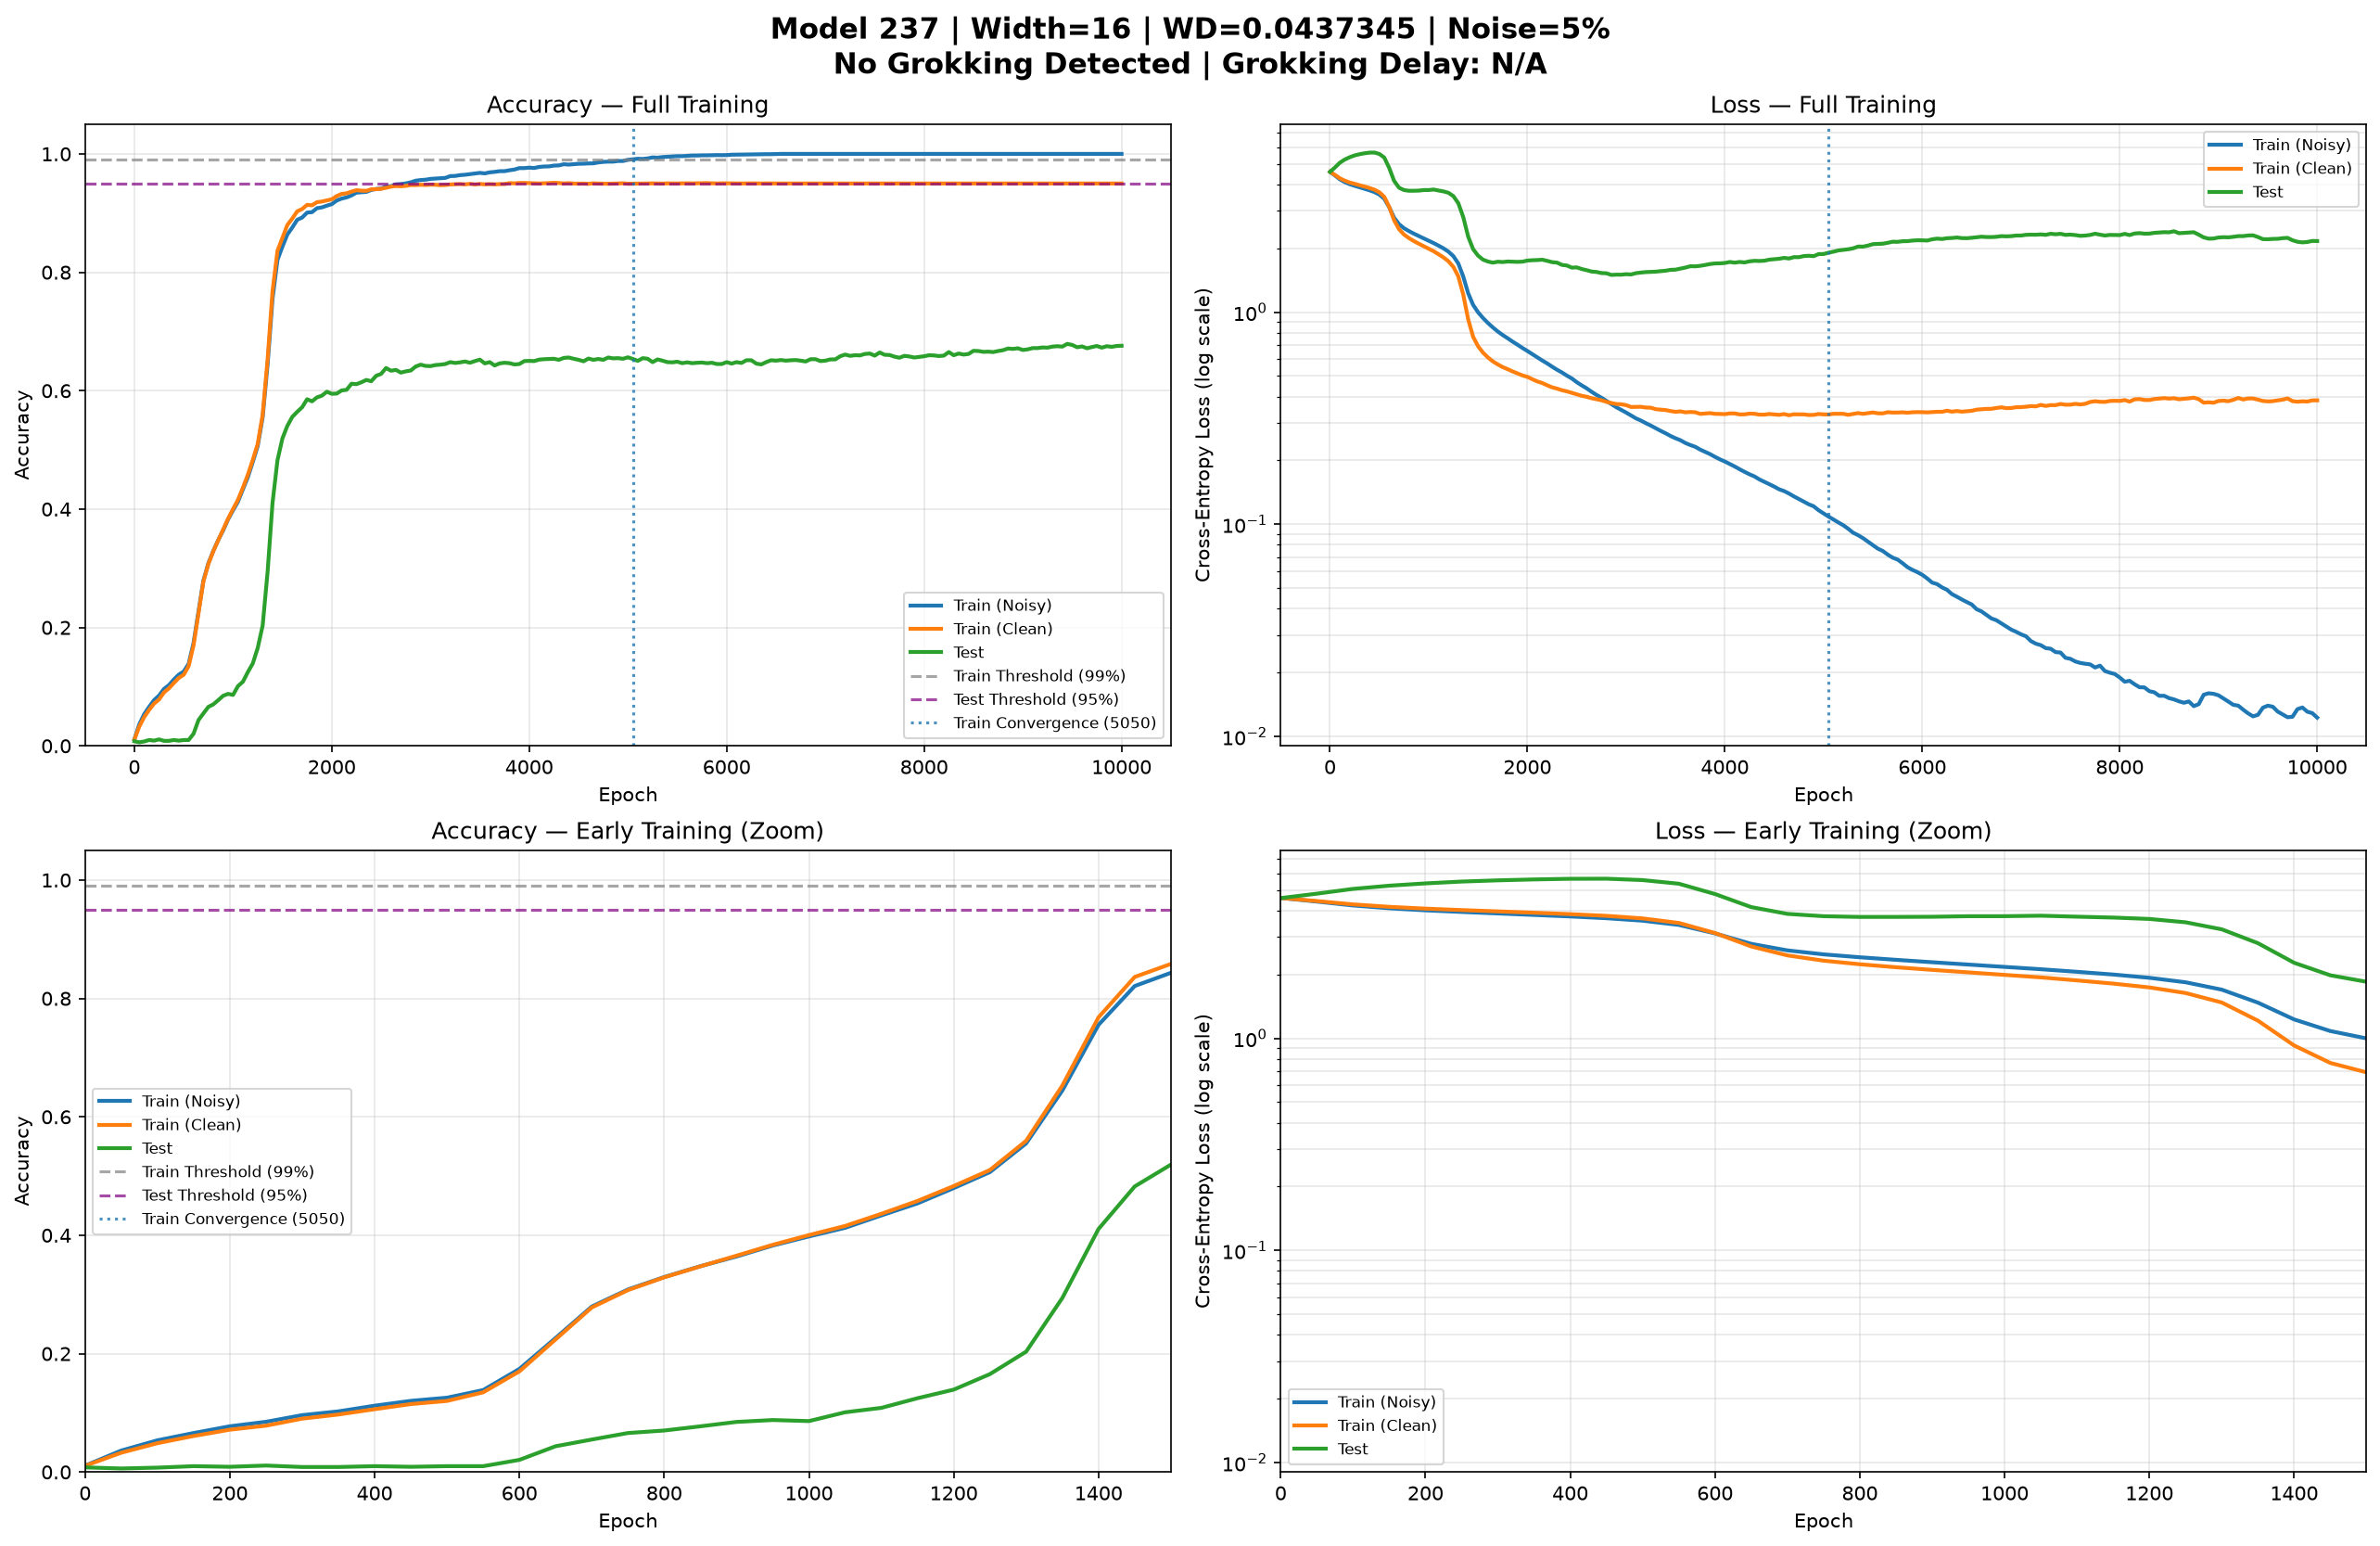 Model 237 | Width=16 | WD=0.0437345 | Noise=5%
No Grokking Detected | Grokking Delay: N/A
Accuracy — Full Training
Accuracy
1.0
0.8
0.6
0.4
0.2
0.0
Train (Noisy)
Train (Clean)
Test
Train Threshold (99%)
Test Threshold (95%)
Train Convergence (5050)
0 2000 4000 6000 8000 10000
Epoch
Loss — Full Training
Cross-Entropy Loss (log scale)
10⁰
10⁻¹
10⁻²
Train (Noisy)
Train (Clean)
Test
0 2000 4000 6000 8000 10000
Epoch
Accuracy — Early Training (Zoom)
Accuracy
1.0
0.8
0.6
0.4
0.2
0.0
Train (Noisy)
Train (Clean)
Test
Train Threshold (99%)
Test Threshold (95%)
Train Convergence (5050)
0 200 400 600 800 1000 1200 1400
Epoch
Loss — Early Training (Zoom)
Cross-Entropy Loss (log scale)
10⁰
10⁻¹
10⁻²
Train (Noisy)
Train (Clean)
Test
0 200 400 600 800 1000 1200 1400
Epoch